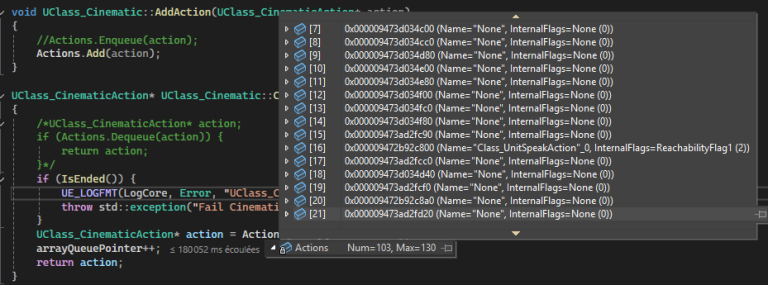 void UClass_Cinematic::AddAction(UClass_CinematicAction* action)
{
//Actions.Enqueue(action);
Actions.Add(action);
}
UClass_CinematicAction* UClass_Cinematic::C
{
/*UClass_CinematicAction* action;
if (Actions.Dequeue(action)) {
return action;
}*/
if (IsEnded()) {
UE_LOGFMT(LogCore, Error, "UClass_C
throw std::exception("Fail Cinemati
}
UClass_CinematicAction* action = Action
arrayQueuePointer++; ≤ 180 052 ms écoulées
return action;
}
[7] 0x000009473d034c00 (Name="None", InternalFlags=None (0))
[8] 0x000009473d034cc0 (Name="None", InternalFlags=None (0))
[9] 0x000009473d034d80 (Name="None", InternalFlags=None (0))
[10] 0x000009473d034e00 (Name="None", InternalFlags=None (0))
[11] 0x000009473d034e80 (Name="None", InternalFlags=None (0))
[12] 0x000009473d034f00 (Name="None", InternalFlags=None (0))
[13] 0x000009473d034fc0 (Name="None", InternalFlags=None (0))
[14] 0x000009473d034f80 (Name="None", InternalFlags=None (0))
[15] 0x000009473ad2fc90 (Name="None", InternalFlags=None (0))
[16] 0x000009472b92c800 (Name="Class_UnitSpeakAction"_0, InternalFlags=ReachabilityFlag1 (2))
[17] 0x000009473ad2fcc0 (Name="None", InternalFlags=None (0))
[18] 0x000009473d034d40 (Name="None", InternalFlags=None (0))
[19] 0x000009473ad2fcf0 (Name="None", InternalFlags=None (0))
[20] 0x000009472b92c8a0 (Name="None", InternalFlags=None (0))
[21] 0x000009473ad2fd20 (Name="None", InternalFlags=None (0))
Actions Num=103, Max=130